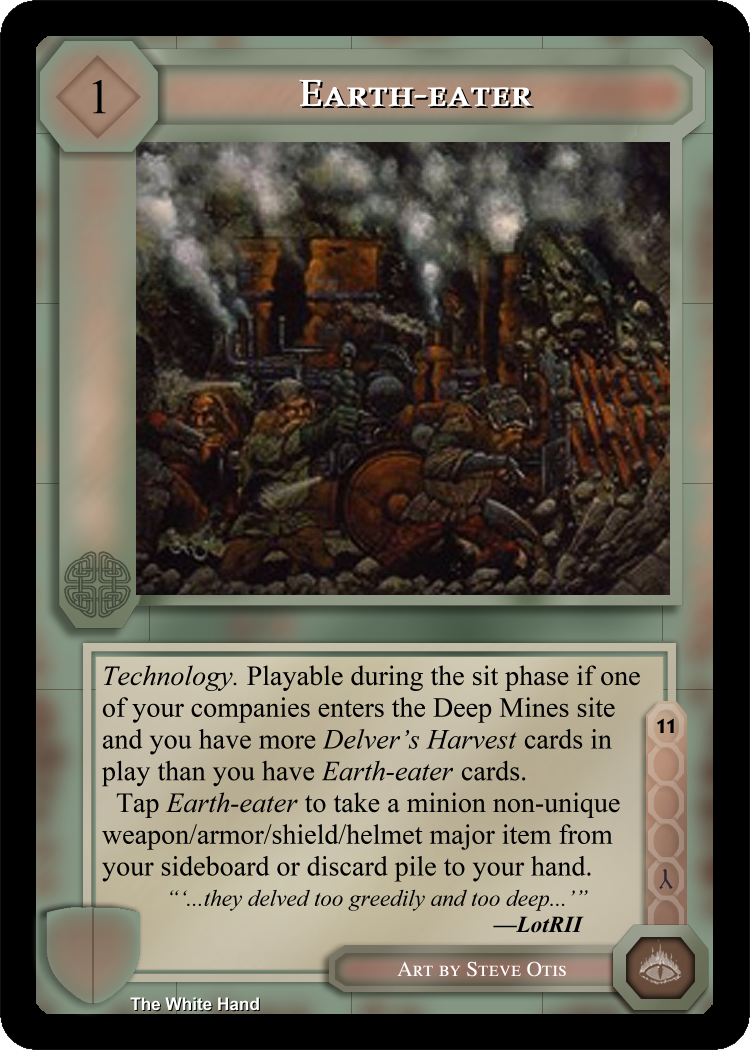 1
EARTH-EATER
Technology. Playable during the sit phase if one
of your companies enters the Deep Mines site
and you have more Delver's Harvest cards in
play than you have Earth-eater cards.
Tap Earth-eater to take a minion non-unique
weapon/armor/shield/helmet major item from
your sideboard or discard pile to your hand.
“‘...they delved too greedily and too deep...’”
—LotRII
11
ART BY STEVE OTIS
The White Hand